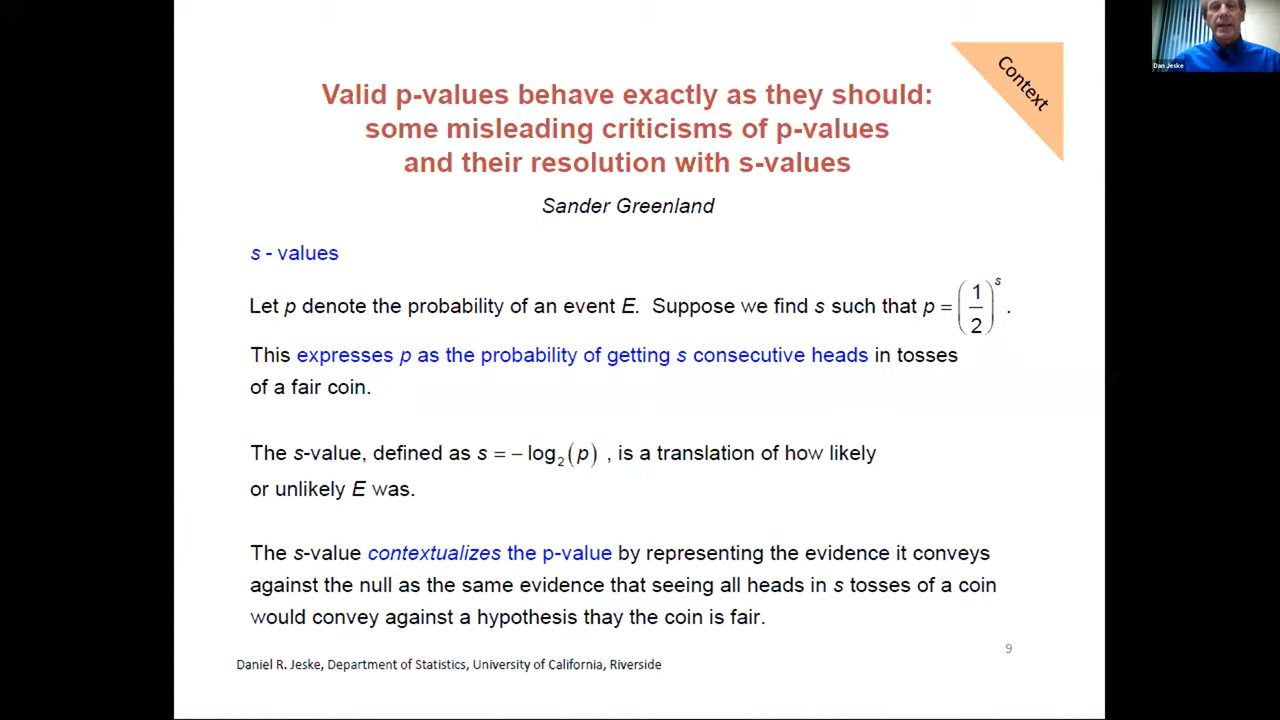 Context
Dan Jeske
Valid p-values behave exactly as they should:
some misleading criticisms of p-values
and their resolution with s-values
Sander Greenland
s - values
Let p denote the probability of an event E. Suppose we find s such that p = (1/2)^s .
This expresses p as the probability of getting s consecutive heads in tosses
of a fair coin.
The s-value, defined as s = − log₂(p) , is a translation of how likely
or unlikely E was.
The s-value contextualizes the p-value by representing the evidence it conveys
against the null as the same evidence that seeing all heads in s tosses of a coin
would convey against a hypothesis thay the coin is fair.
9
Daniel R. Jeske, Department of Statistics, University of California, Riverside